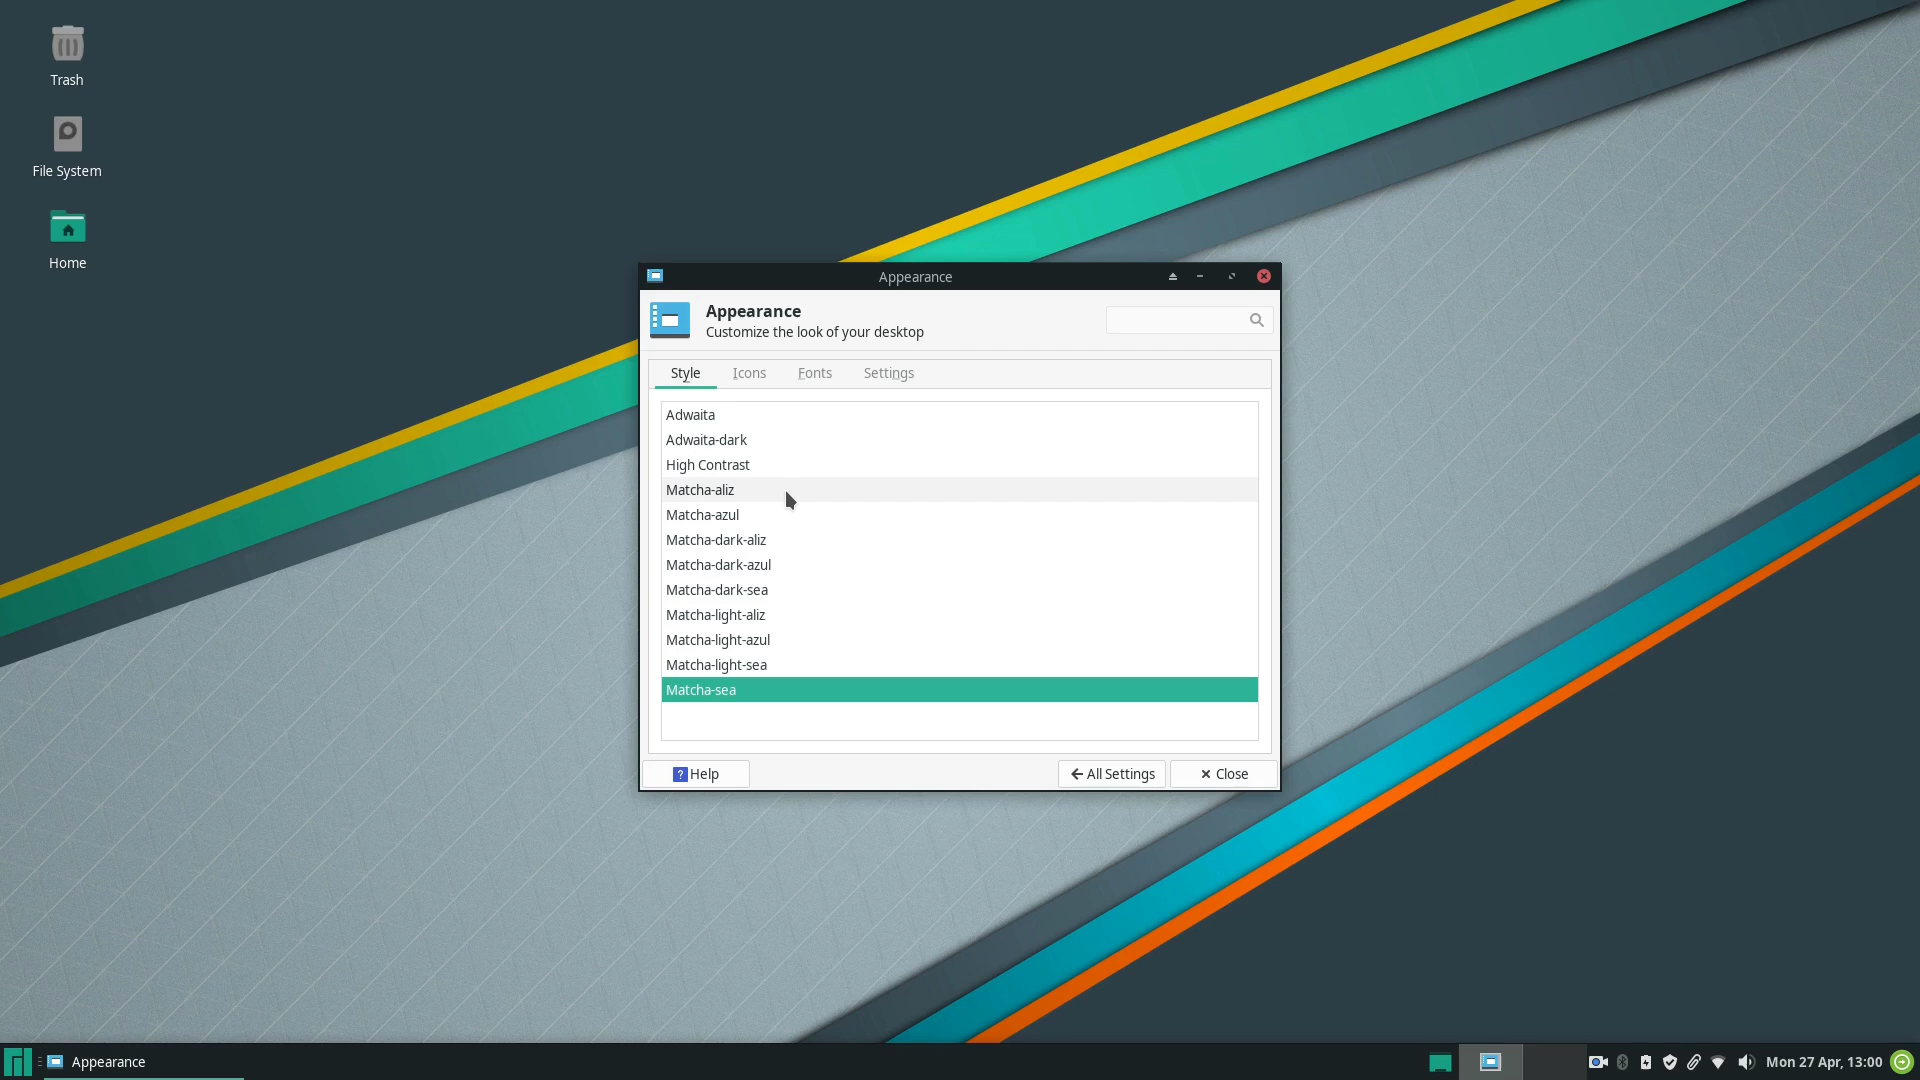 Trash
File System
Home
Appearance
Appearance
Customize the look of your desktop
Style Icons Fonts Settings
Adwaita
Adwaita-dark
High Contrast
Matcha-aliz
Matcha-azul
Matcha-dark-aliz
Matcha-dark-azul
Matcha-dark-sea
Matcha-light-aliz
Matcha-light-azul
Matcha-light-sea
Matcha-sea
? Help All Settings Close
Appearance Mon 27 Apr, 13:00